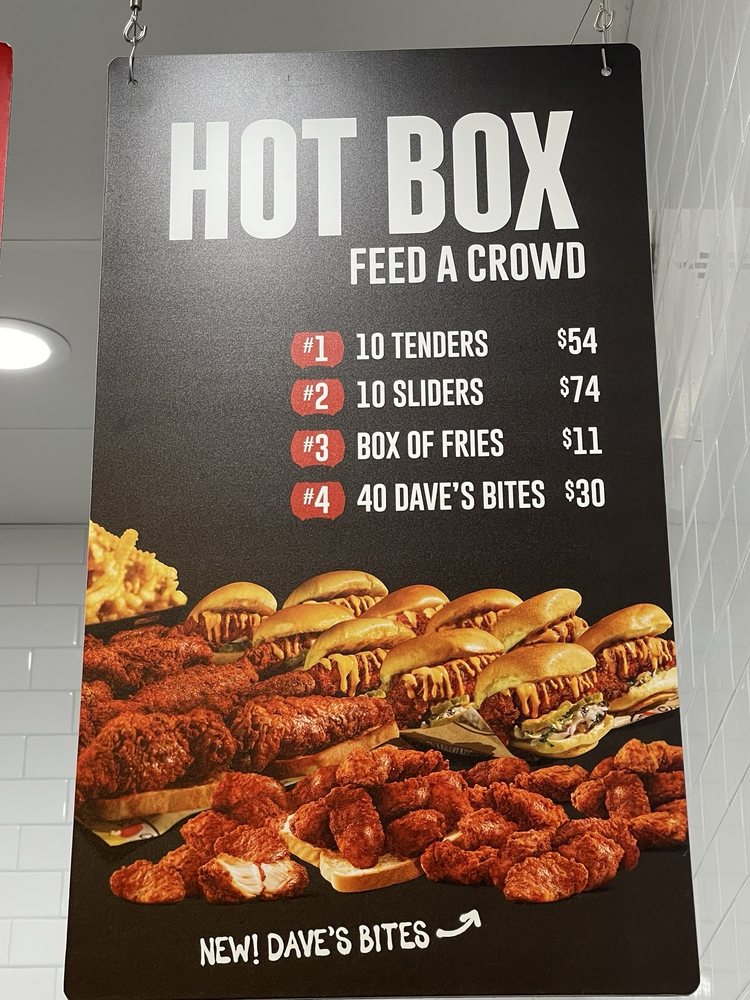 HOT BOX
FEED A CROWD
#1 10 TENDERS $54
#2 10 SLIDERS $74
#3 BOX OF FRIES $11
#4 40 DAVE'S BITES $30
NEW! DAVE'S BITES